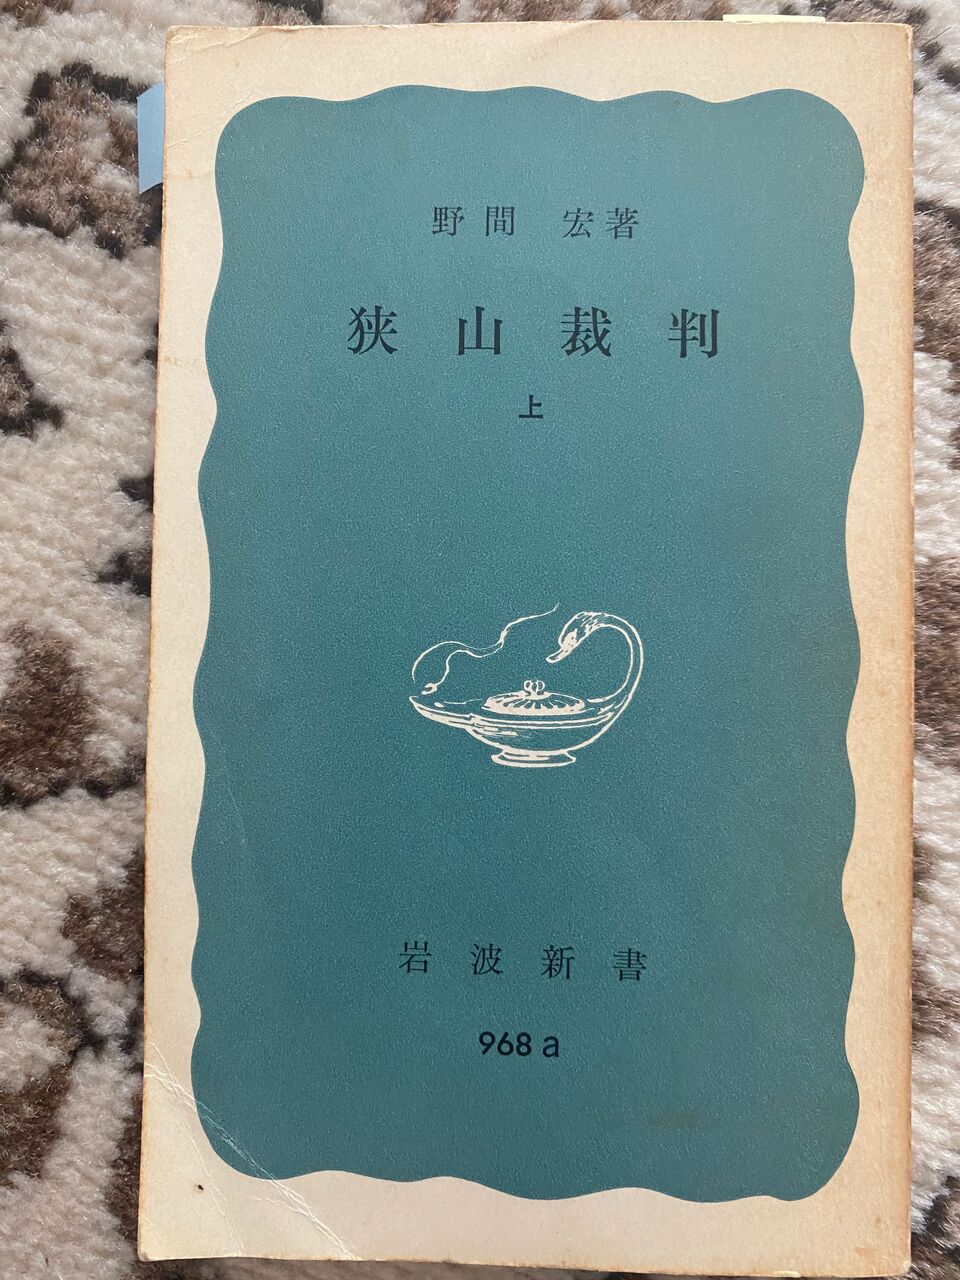 野間 宏著
狭山裁判
上
岩波新書
968 a